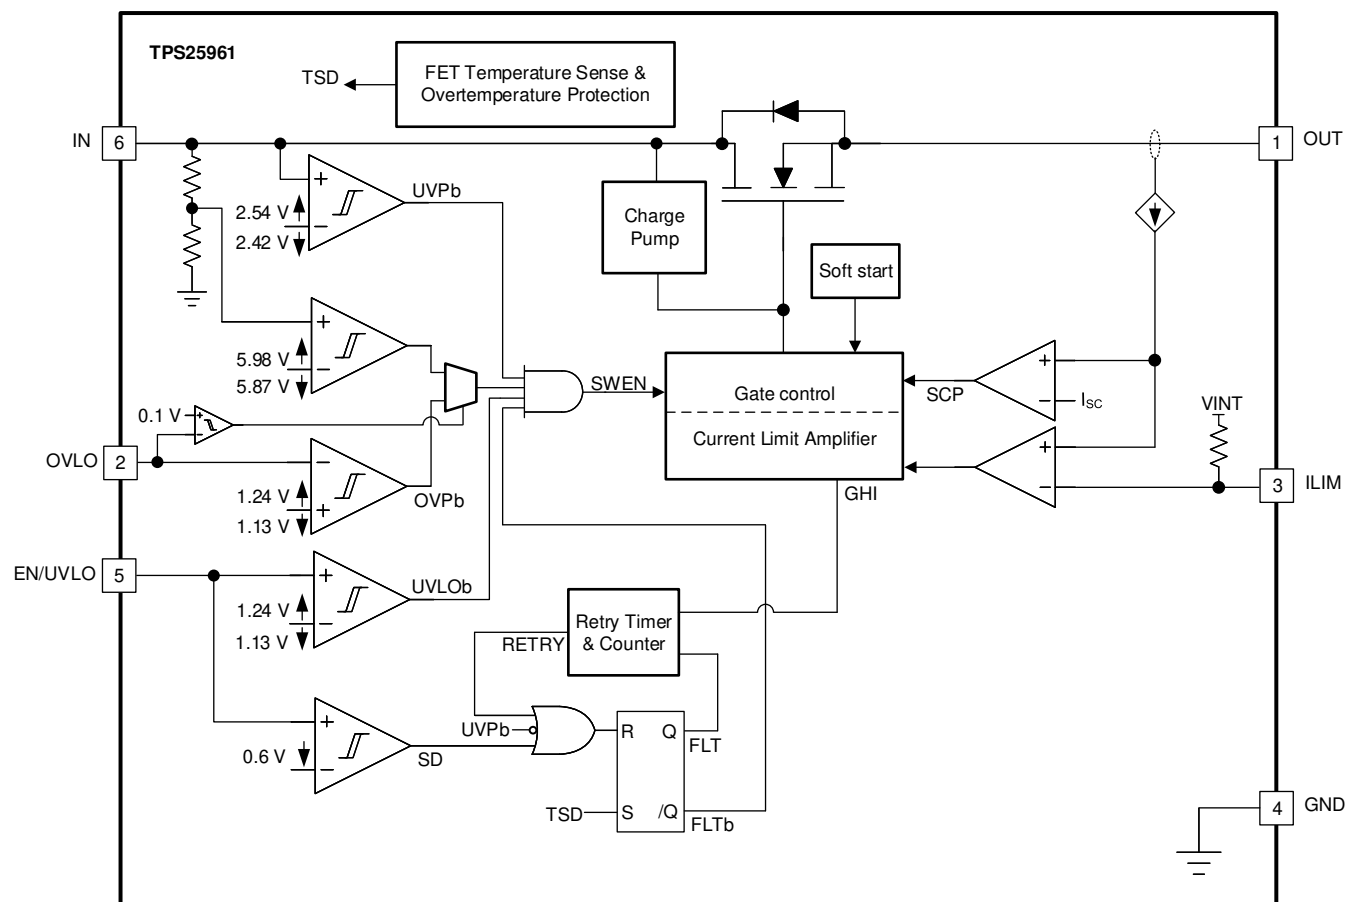 TPS25961
TSD
FET Temperature Sense &
Overtemperature Protection
IN
6
1
OUT
+
UVPb
2.54 V
−
2.42 V
Charge
Pump
Soft start
+
5.98 V
−
5.87 V
SWEN
Gate control
Current Limit Amplifier
SCP
+
−
ISC
VINT
0.1 V
+
−
OVLO
2
−
1.24 V
+
1.13 V
OVPb
GHI
+
−
3
ILIM
EN/UVLO
5
+
UVLOb
1.24 V
−
1.13 V
Retry Timer
& Counter
RETRY
+
0.6 V
−
SD
UVPb
R
Q
FLT
TSD
S
/Q
FLTb
4
GND